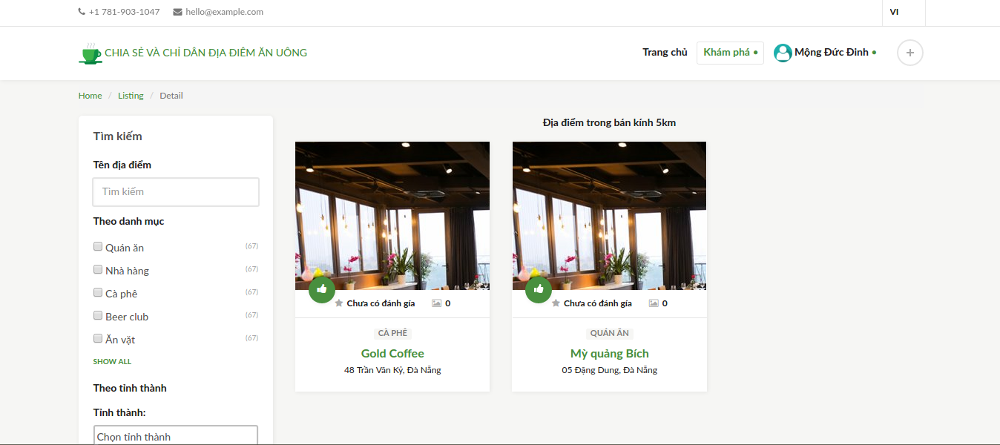 +1 781-903-1047 hello@example.com VI
CHIA SẺ VÀ CHỈ DẪN ĐỊA ĐIỂM ĂN UỐNG Trang chủ Khám phá • Mộng Đức Đinh • +
Home / Listing / Detail
Tìm kiếm
Tên địa điểm
Tìm kiếm
Theo danh mục
Quán ăn (67)
Nhà hàng (67)
Cà phê (67)
Beer club (67)
Ăn vặt (67)
SHOW ALL
Theo tỉnh thành
Tỉnh thành:
Chọn tỉnh thành
Địa điểm trong bán kính 5km
Chưa có đánh gía 0
CÀ PHÊ
Gold Coffee
48 Trần Văn Kỷ, Đà Nẵng
Chưa có đánh gía 0
QUÁN ĂN
Mỳ quảng Bích
05 Đặng Dung, Đà Nẵng